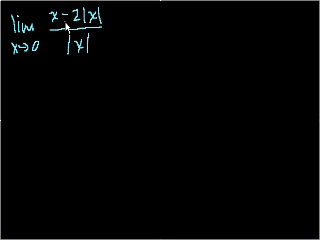 lim x→0 x - 2|x| / |x|